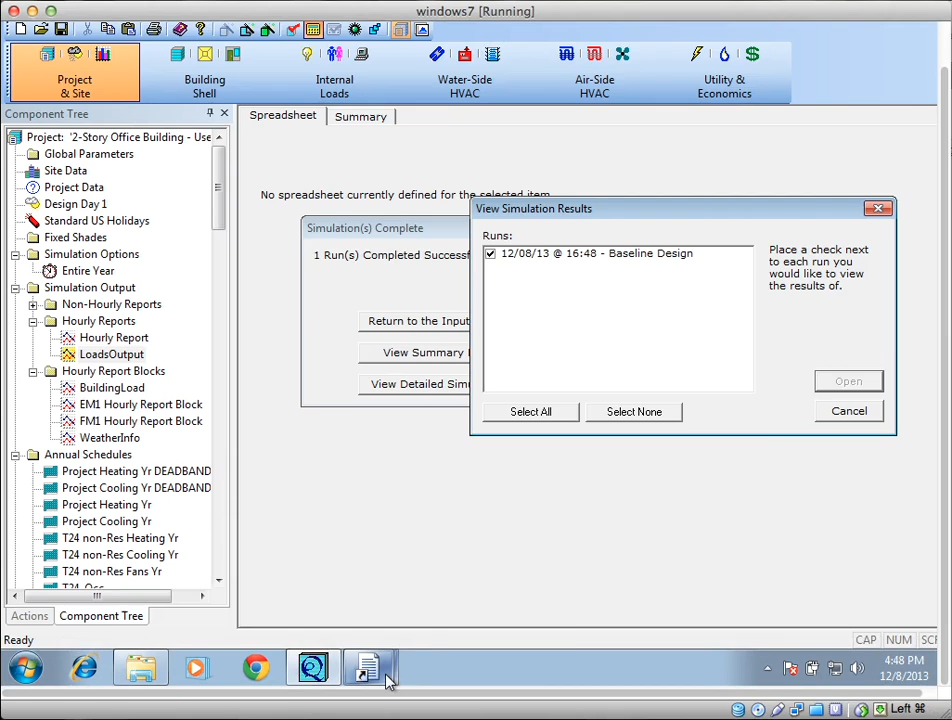 windows7 [Running]
Project & Site
Building Shell
Internal Loads
Water-Side HVAC
Air-Side HVAC
Utility & Economics
Component Tree
Spreadsheet
Summary
Project: '2-Story Office Building - Use
Global Parameters
Site Data
Project Data
Design Day 1
Standard US Holidays
Fixed Shades
Simulation Options
Entire Year
Simulation Output
Non-Hourly Reports
Hourly Reports
Hourly Report
LoadsOutput
Hourly Report Blocks
BuildingLoad
EM1 Hourly Report Block
FM1 Hourly Report Block
WeatherInfo
Annual Schedules
Project Heating Yr DEADBAND
Project Cooling Yr DEADBAND
Project Heating Yr
Project Cooling Yr
T24 non-Res Heating Yr
T24 non-Res Cooling Yr
T24 non-Res Fans Yr
Actions
Component Tree
No spreadsheet currently defined for the selected item
Simulation(s) Complete
1 Run(s) Completed Successf
Return to the Input
View Summary
View Detailed Simu
View Simulation Results
Runs:
12/08/13 @ 16:48 - Baseline Design
Place a check next
to each run you
would like to view
the results of.
Open
Cancel
Select All
Select None
Ready
CAP
NUM
SCR
4:48 PM
12/8/2013
Left ⌘